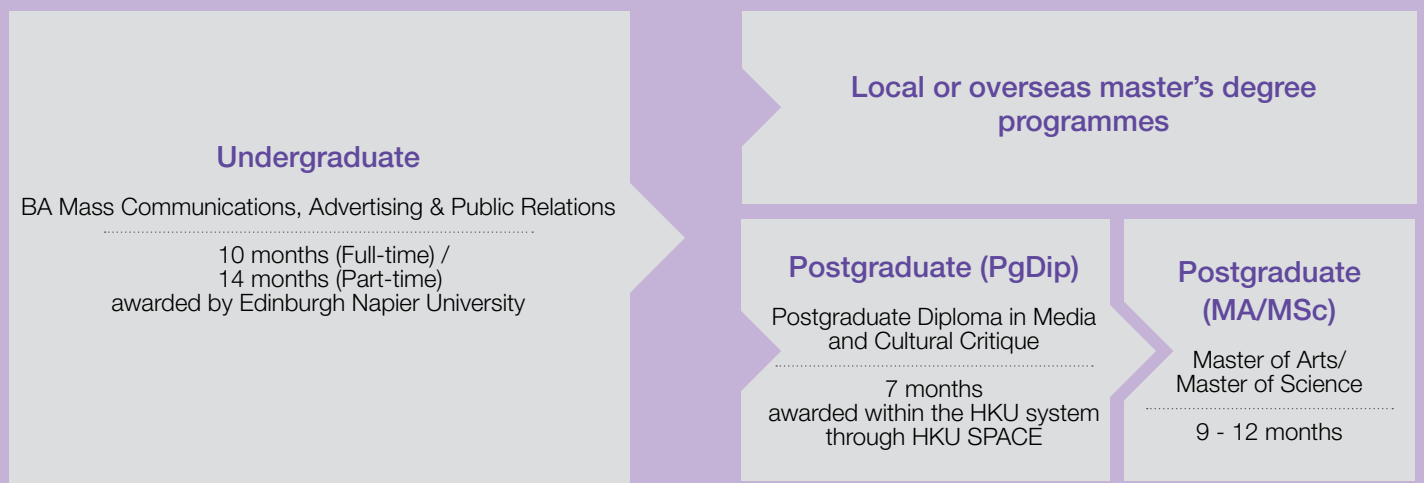 Undergraduate
BA Mass Communications, Advertising & Public Relations
10 months (Full-time) /
14 months (Part-time)
awarded by Edinburgh Napier University
Local or overseas master's degree
programmes
Postgraduate (PgDip)
Postgraduate Diploma in Media
and Cultural Critique
7 months
awarded within the HKU system
through HKU SPACE
Postgraduate
(MA/MSc)
Master of Arts/
Master of Science
9 - 12 months